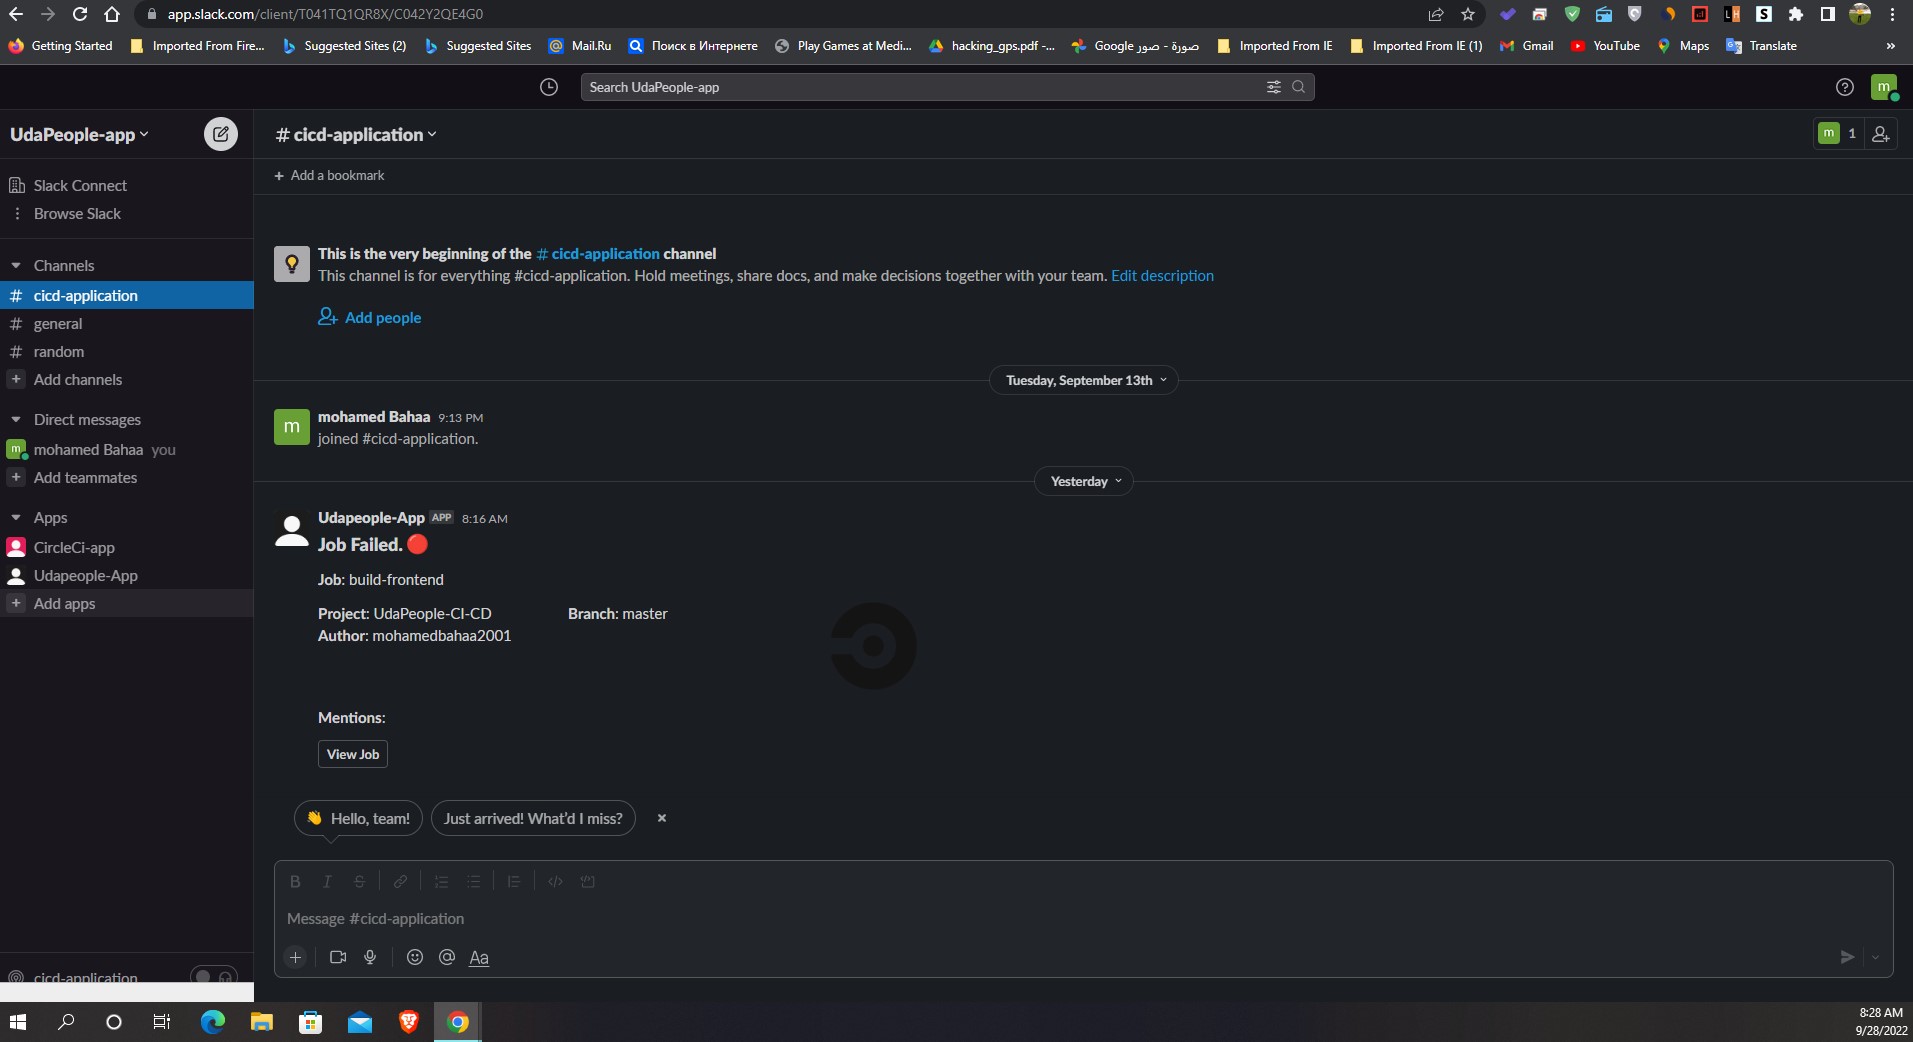 app.slack.com/client/T041TQ1QR8X/C042Y2QE4G0
Getting Started
Imported From Fire...
Suggested Sites (2)
Suggested Sites
Mail.Ru
Поиск в Интернете
Play Games at Medi...
hacking_gps.pdf -...
Google صورة - صور
Imported From IE
Imported From IE (1)
Gmail
YouTube
Maps
Translate
»
Search UdaPeople-app
m
UdaPeople-app
# cicd-application
m 1
+ Add a bookmark
Slack Connect
Browse Slack
Channels
# cicd-application
# general
# random
+ Add channels
Direct messages
m mohamed Bahaa you
+ Add teammates
Apps
CircleCi-app
Udapeople-App
+ Add apps
cicd-application
This is the very beginning of the # cicd-application channel
This channel is for everything #cicd-application. Hold meetings, share docs, and make decisions together with your team. Edit description
Add people
Tuesday, September 13th
m
mohamed Bahaa 9:13 PM
joined #cicd-application.
Yesterday
Udapeople-App APP 8:16 AM
Job Failed. 🔴
Job: build-frontend
Project: UdaPeople-CI-CD Branch: master
Author: mohamedbahaa2001
Mentions:
View Job
👋 Hello, team!
Just arrived! What'd I miss?
B I S
Message #cicd-application
+ @ Aa
8:28 AM
9/28/2022